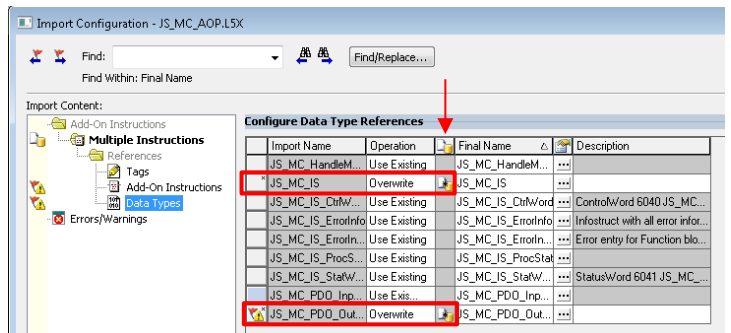 Import Configuration - JS_MC_AOP.L5X
Find:
Find/Replace...
Find Within: Final Name
Import Content:
Add-On Instructions
Multiple Instructions
References
Tags
Add-On Instructions
Data Types
Errors/Warnings
Configure Data Type References
Import Name Operation Final Name Description
JS_MC_HandleM... Use Existing JS_MC_HandleM... ...
JS_MC_IS Overwrite JS_MC_IS ...
JS_MC_IS_CtrlW... Use Existing JS_MC_IS_CtrlWord ... ControlWord 6040 JS_MC...
JS_MC_IS_ErrorInfo Use Existing JS_MC_IS_ErrorInfo ... Infostruct with all error infor...
JS_MC_IS_ErrorIn... Use Existing JS_MC_IS_ErrorIn... ... Error entry for Function blo...
JS_MC_IS_ProcS... Use Existing JS_MC_IS_ProcStat ...
JS_MC_IS_StatW... Use Existing JS_MC_IS_StatW... ... StatusWord 6041 JS_MC_...
JS_MC_PDO_Inp... Use Exis... JS_MC_PDO_Inp... ...
JS_MC_PDO_Out... Overwrite JS_MC_PDO_Out... ...